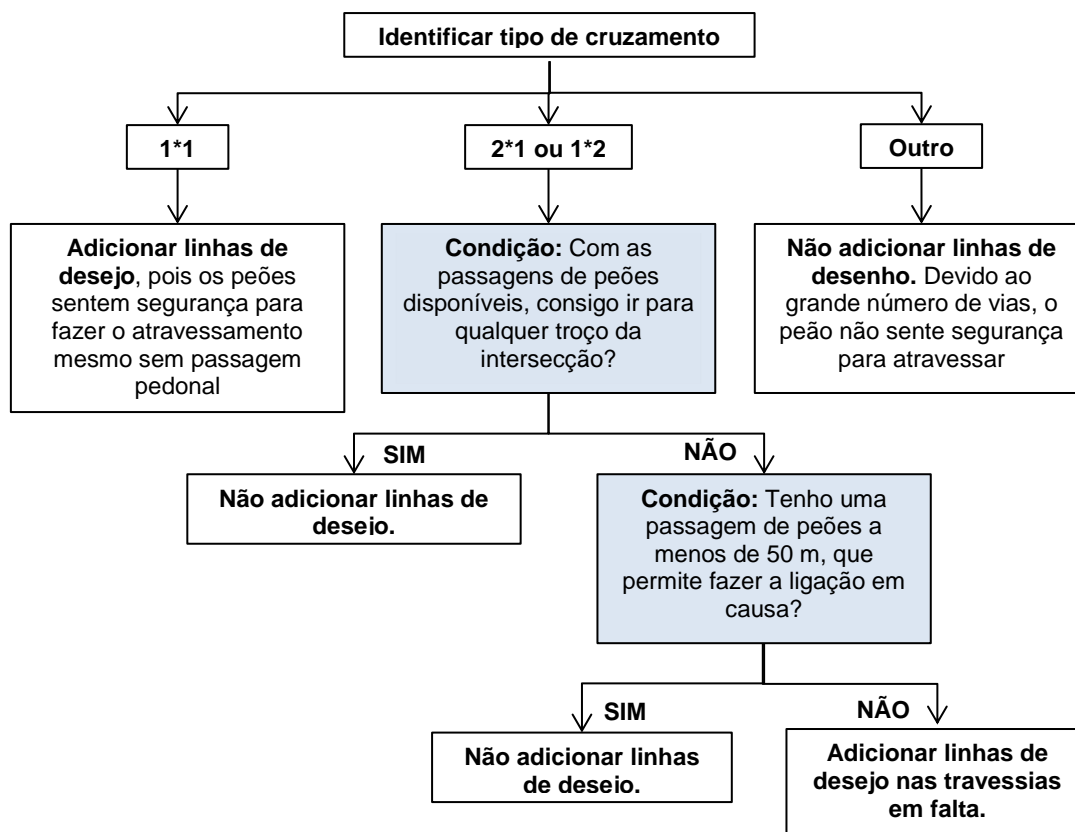 Identificar tipo de cruzamento
1*1
2*1 ou 1*2
Outro
Adicionar linhas de
desejo, pois os peões
sentem segurança para
fazer o atravessamento
mesmo sem passagem
pedonal
Condição: Com as
passagens de peões
disponíveis, consigo ir para
qualquer troço da
intersecção?
Não adicionar linhas de
desenho. Devido ao
grande número de vias, o
peão não sente segurança
para atravessar
SIM
NÃO
Não adicionar linhas de
desejo.
Condição: Tenho uma
passagem de peões a
menos de 50 m, que
permite fazer a ligação em
causa?
SIM
NÃO
Não adicionar linhas
de desejo.
Adicionar linhas de
desejo nas travessias
em falta.